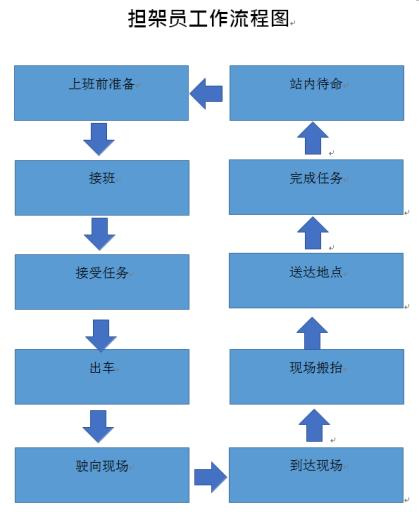 担架员工作流程图
上班前准备
站内待命
接班
完成任务
接受任务
送达地点
出车
现场搬抬
驶向现场
到达现场